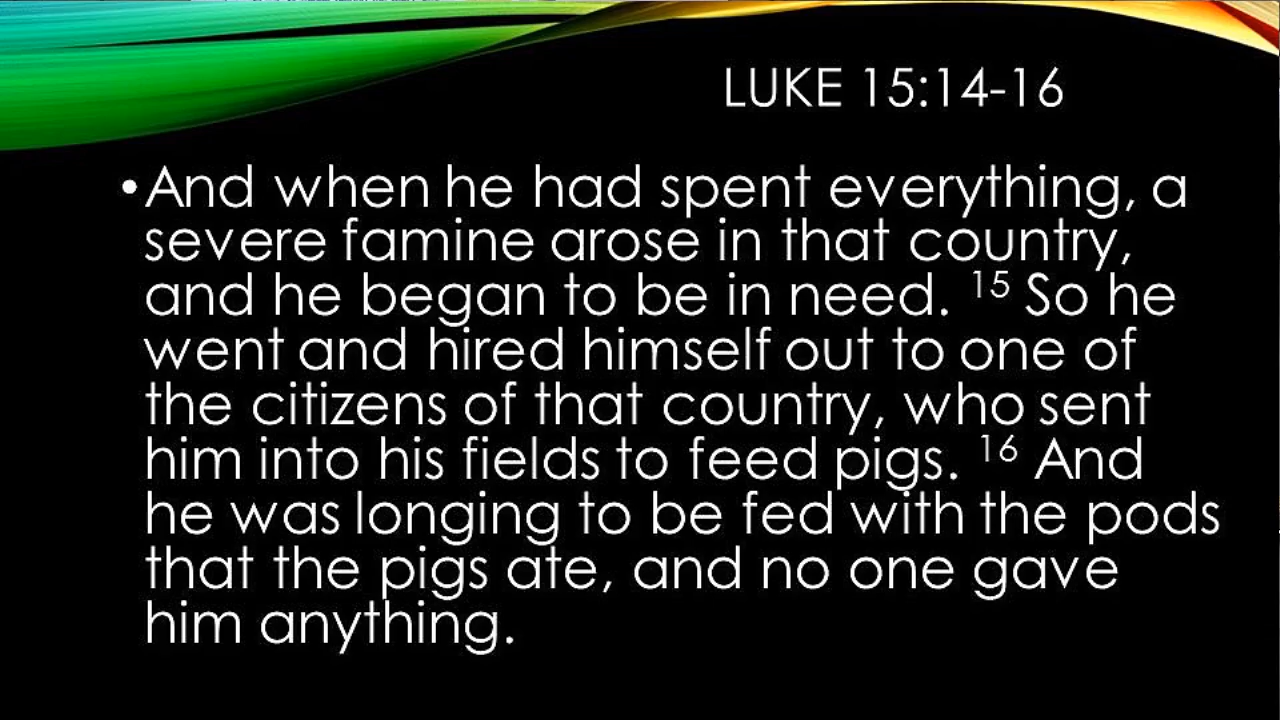 LUKE 15:14-16
•And when he had spent everything, a
severe famine arose in that country,
and he began to be in need. 15 So he
went and hired himself out to one of
the citizens of that country, who sent
him into his fields to feed pigs. 16 And
he was longing to be fed with the pods
that the pigs ate, and no one gave
him anything.